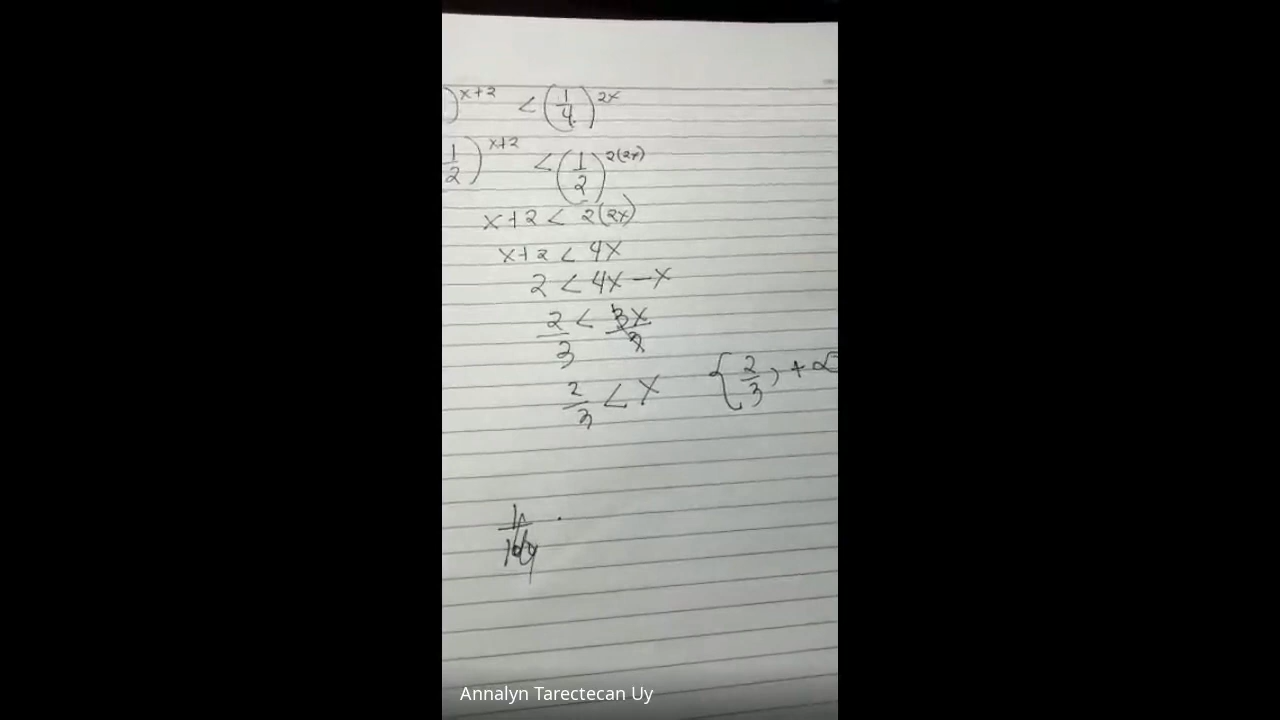 )^x+2 < (1/4)^2x
1/2)^x+2 < (1/2)^2(2x)
x+2 < 2(2x)
x+2 < 4x
2 < 4x - x
2/3 < 3x/3
2/3 < x {2/3, +∞
Annalyn Tarectecan Uy